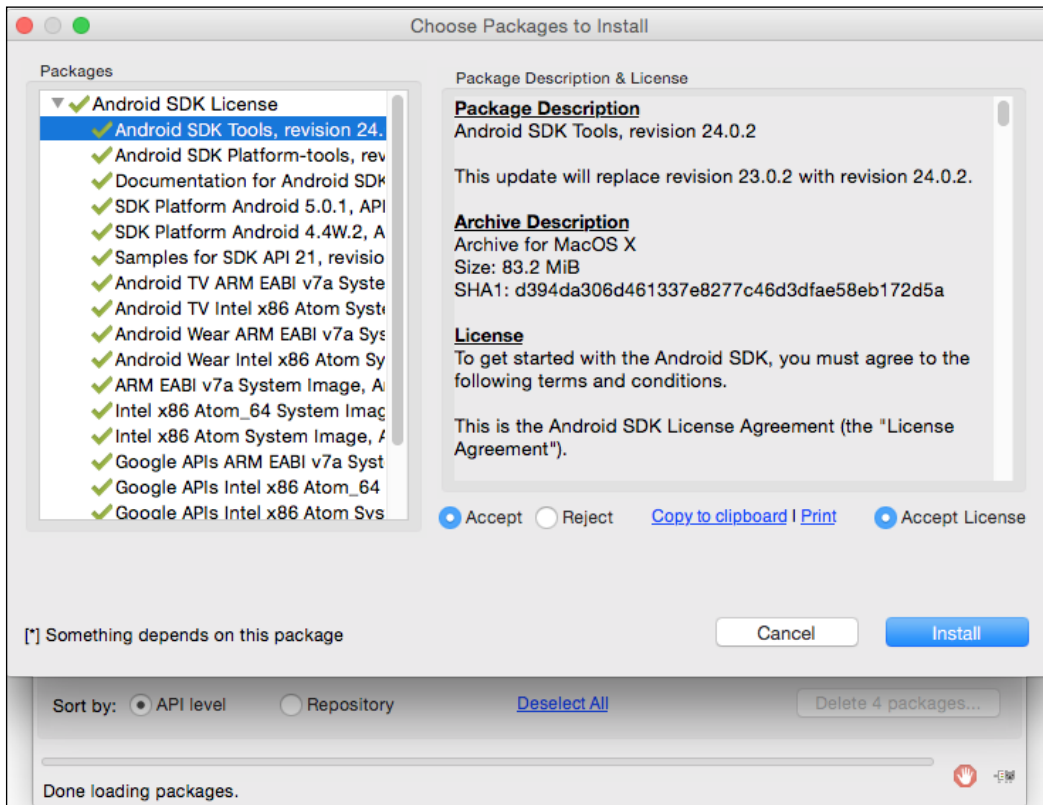 Choose Packages to Install
Packages
Android SDK License
Android SDK Tools, revision 24.
Android SDK Platform-tools, rev
Documentation for Android SDK
SDK Platform Android 5.0.1, API
SDK Platform Android 4.4W.2, A
Samples for SDK API 21, revisio
Android TV ARM EABI v7a Syste
Android TV Intel x86 Atom Syste
Android Wear ARM EABI v7a Sys
Android Wear Intel x86 Atom Sy
ARM EABI v7a System Image, A
Intel x86 Atom_64 System Imag
Intel x86 Atom System Image, A
Google APIs ARM EABI v7a Syst
Google APIs Intel x86 Atom_64
Google APIs Intel x86 Atom Sys
Package Description & License
Package Description
Android SDK Tools, revision 24.0.2
This update will replace revision 23.0.2 with revision 24.0.2.
Archive Description
Archive for MacOS X
Size: 83.2 MiB
SHA1: d394da306d461337e8277c46d3dfae58eb172d5a
License
To get started with the Android SDK, you must agree to the
following terms and conditions.
This is the Android SDK License Agreement (the "License
Agreement").
Accept Reject Copy to clipboard | Print Accept License
[*] Something depends on this package
Cancel Install
Sort by: API level Repository Deselect All Delete 4 packages...
Done loading packages.